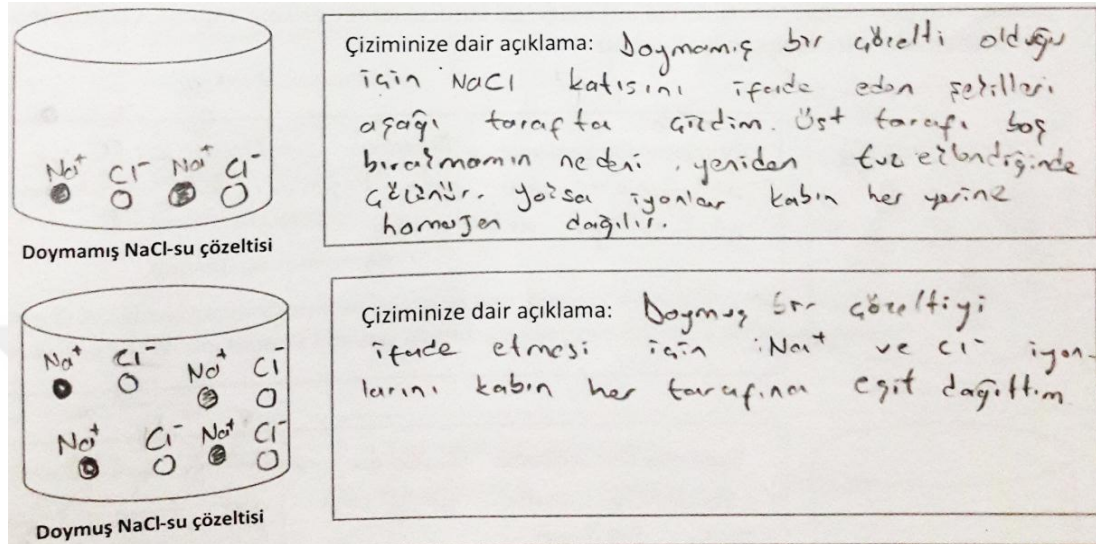 Na⁺ Cl⁻ Na⁺ Cl⁻
Doymamış NaCl-su çözeltisi
Çiziminize dair açıklama: Doymamış bir çözelti olduğu
için NaCl katısını ifade eden şekilleri
aşağı tarafta çizdim. Üst tarafı boş
bırakmamın nedeni, yeniden tuz eklendiğinde
çözünür. Yoksa iyonlar kabın her yerine
homojen dağılır.
Na⁺ Cl⁻ Na⁺ Cl
Na⁺ Cl⁻ Na⁺ Cl⁻
Doymuş NaCl-su çözeltisi
Çiziminize dair açıklama: Doymuş bir çözeltiyi
ifade etmesi için Na⁺ ve Cl⁻ iyon-
larını kabın her tarafına eşit dağıttım